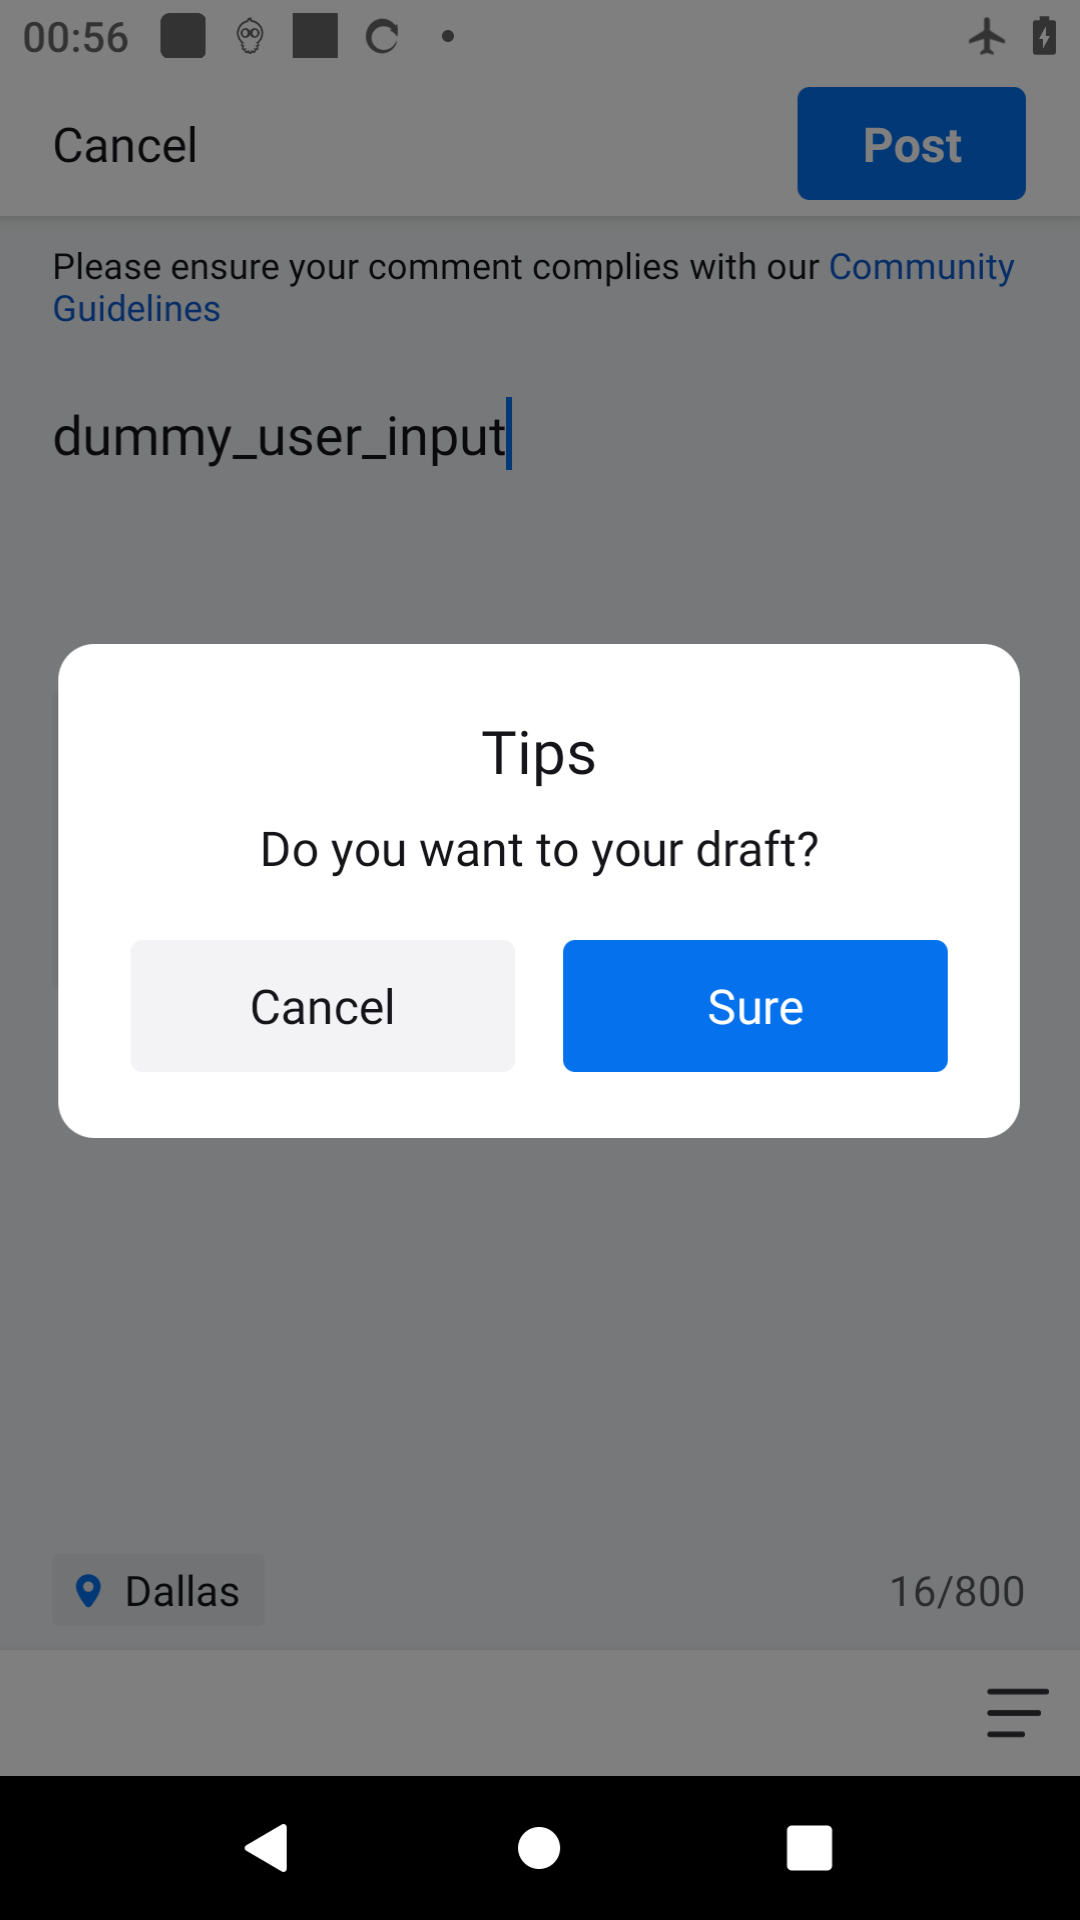 00:56
Cancel
Post
Please ensure your comment complies with our Community
Guidelines
dummy_user_input
Tips
Do you want to your draft?
Cancel
Sure
Dallas
16/800